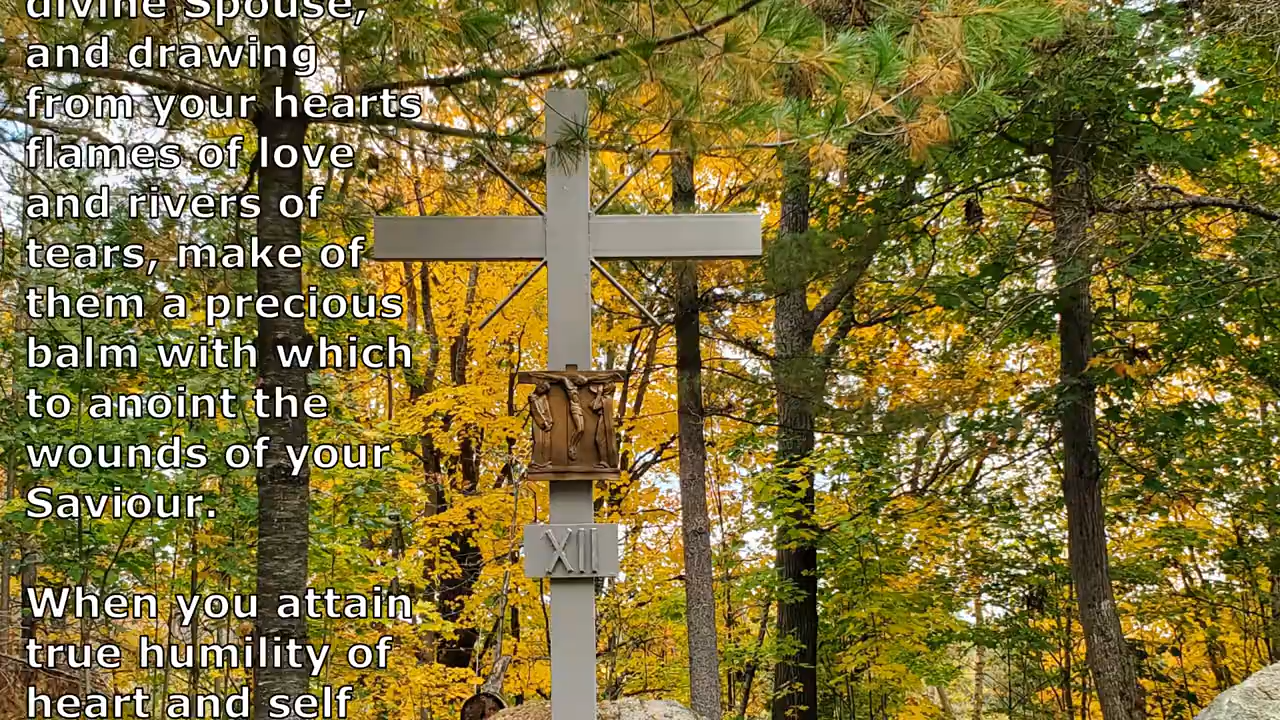 divine Spouse,
and drawing
from your hearts
flames of love
and rivers of
tears, make of
them a precious
balm with which
to anoint the
wounds of your
Saviour.
When you attain
true humility of
heart and self
XII